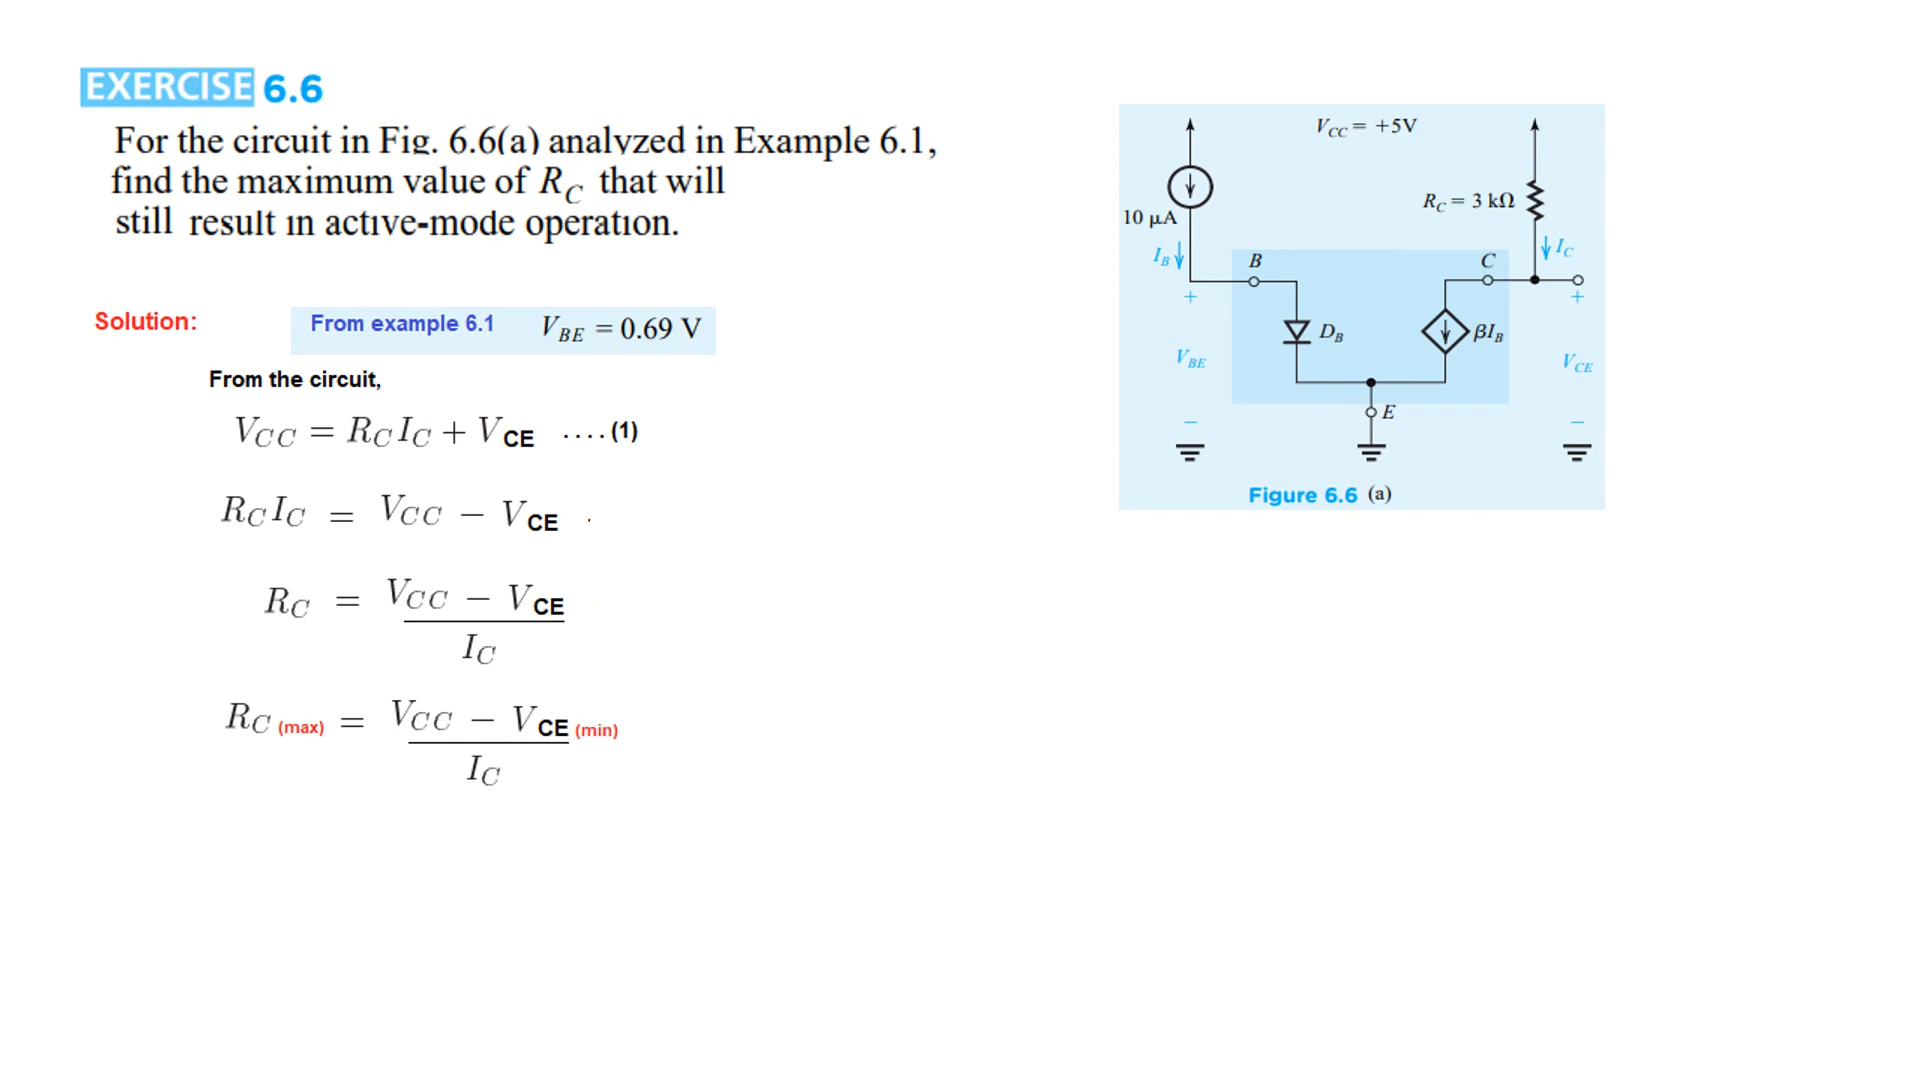 EXERCISE 6.6
For the circuit in Fig. 6.6(a) analyzed in Example 6.1,
find the maximum value of R_C that will
still result in active-mode operation.
Solution:
From example 6.1 V_BE = 0.69 V
From the circuit,
V_CC = R_C I_C + V_CE ....(1)
R_C I_C = V_CC − V_CE .
R_C = V_CC − V_CE
I_C
R_C (max) = V_CC − V_CE (min)
I_C
V_CC = +5V
R_C = 3 kΩ
10 μA
I_C
I_B
B
C
+
+
D_B
βI_B
V_BE
V_CE
E
−
−
Figure 6.6 (a)